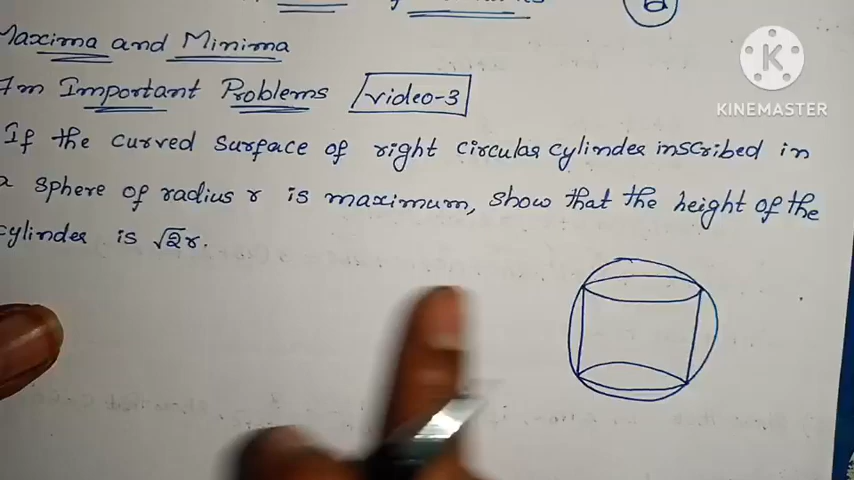 Maxima and Minima
7m Important Problems video-3
If the curved surface of right circular cylinder inscribed in
a sphere of radius r is maximum, show that the height of the
cylinder is √2r.
K
KINEMASTER